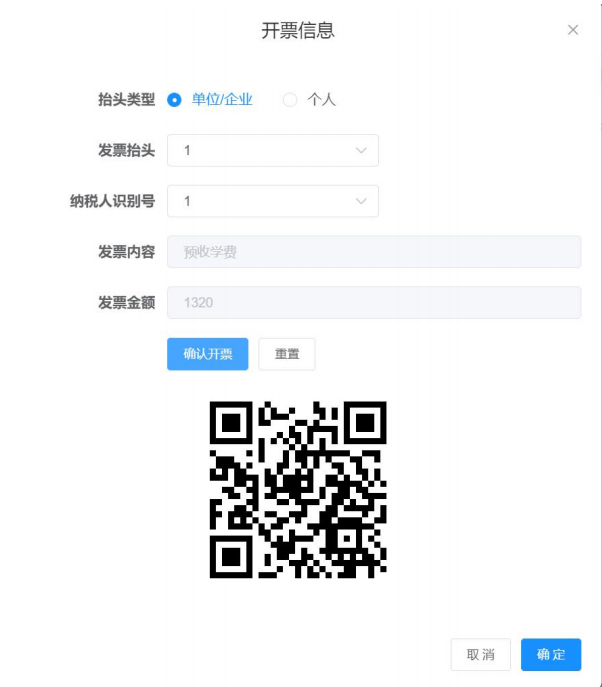 开票信息
抬头类型 单位/企业 个人
发票抬头 1
纳税人识别号 1
发票内容 预收学费
发票金额 1320
确认开票 重置
取消 确定